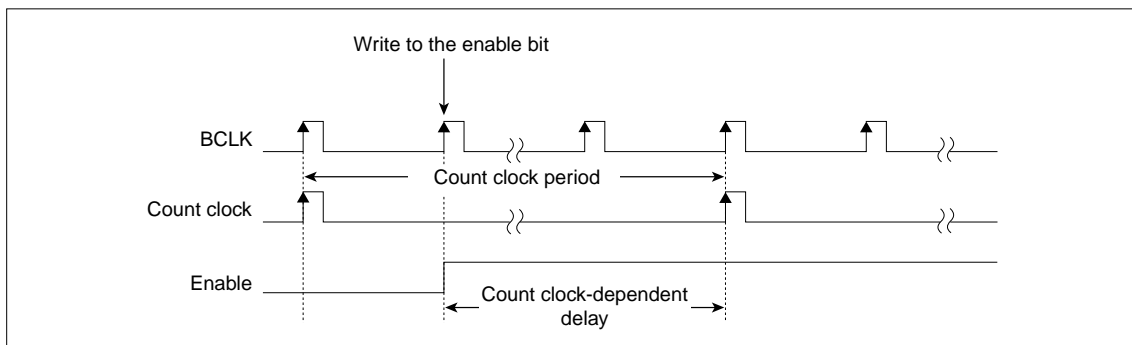 Write to the enable bit
BCLK
Count clock period
Count clock
Enable
Count clock-dependent
delay